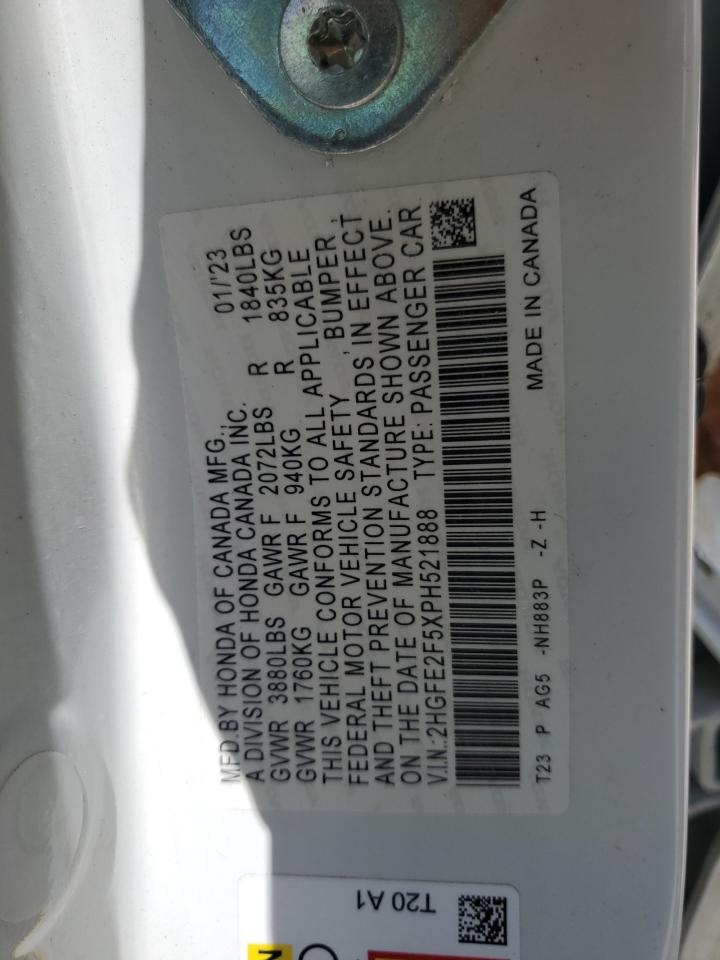 MFD.BY HONDA OF CANADA MFG., 01/'23
A DIVISION OF HONDA CANADA INC.
GVWR 3880LBS GAWR F 2072LBS R 1840LBS
GVWR 1760KG GAWR F 940KG R 835KG
THIS VEHICLE CONFORMS TO ALL APPLICABLE
FEDERAL MOTOR VEHICLE SAFETY, BUMPER,
AND THEFT PREVENTION STANDARDS IN EFFECT
ON THE DATE OF MANUFACTURE SHOWN ABOVE.
V.I.N.:2HGFE2F5XPH521888 TYPE: PASSENGER CAR
T23 P AG5 -NH883P -Z -H MADE IN CANADA
T20 A1